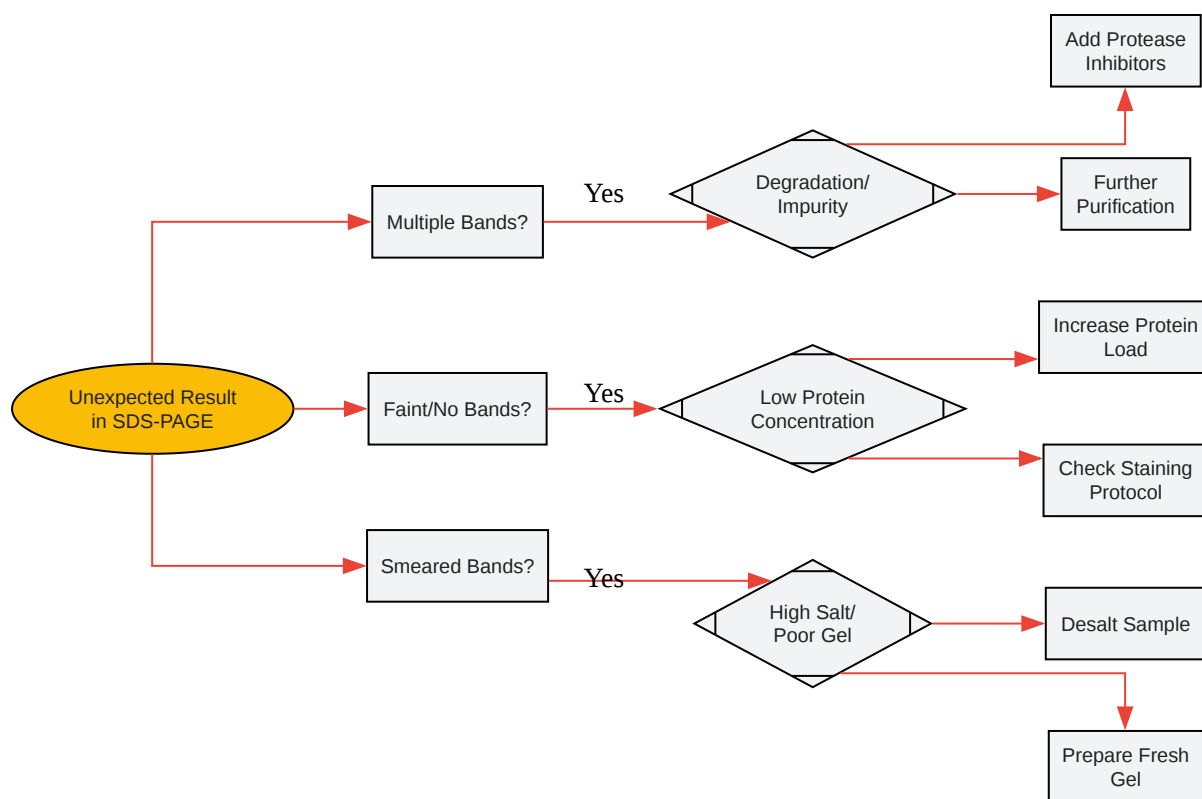 Add Protease
Inhibitors
Degradation/
Impurity
Further
Purification
Yes
Multiple Bands?
Increase Protein
Load
Unexpected Result
in SDS-PAGE
Faint/No Bands?
Yes
Low Protein
Concentration
Check Staining
Protocol
Smeared Bands?
Yes
High Salt/
Poor Gel
Desalt Sample
Prepare Fresh
Gel